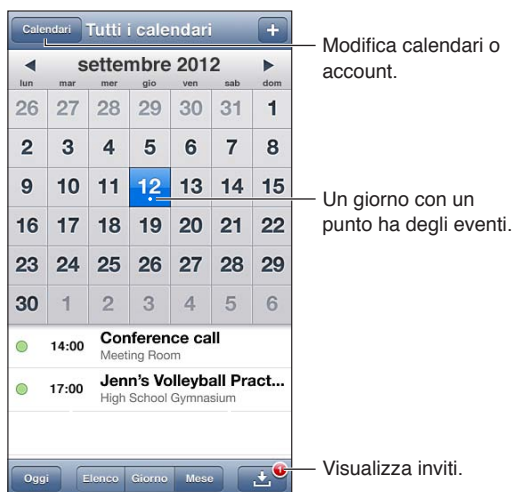 Calendari Tutti i calendari +
settembre 2012
lun mar mer gio ven sab dom
26 27 28 29 30 31 1
2 3 4 5 6 7 8
9 10 11 12 13 14 15
16 17 18 19 20 21 22
23 24 25 26 27 28 29
30 1 2 3 4 5 6
14:00 Conference call
Meeting Room
17:00 Jenn's Volleyball Pract...
High School Gymnasium
Oggi Elenco Giorno Mese 1
Modifica calendari o
account.
Un giorno con un
punto ha degli eventi.
Visualizza inviti.